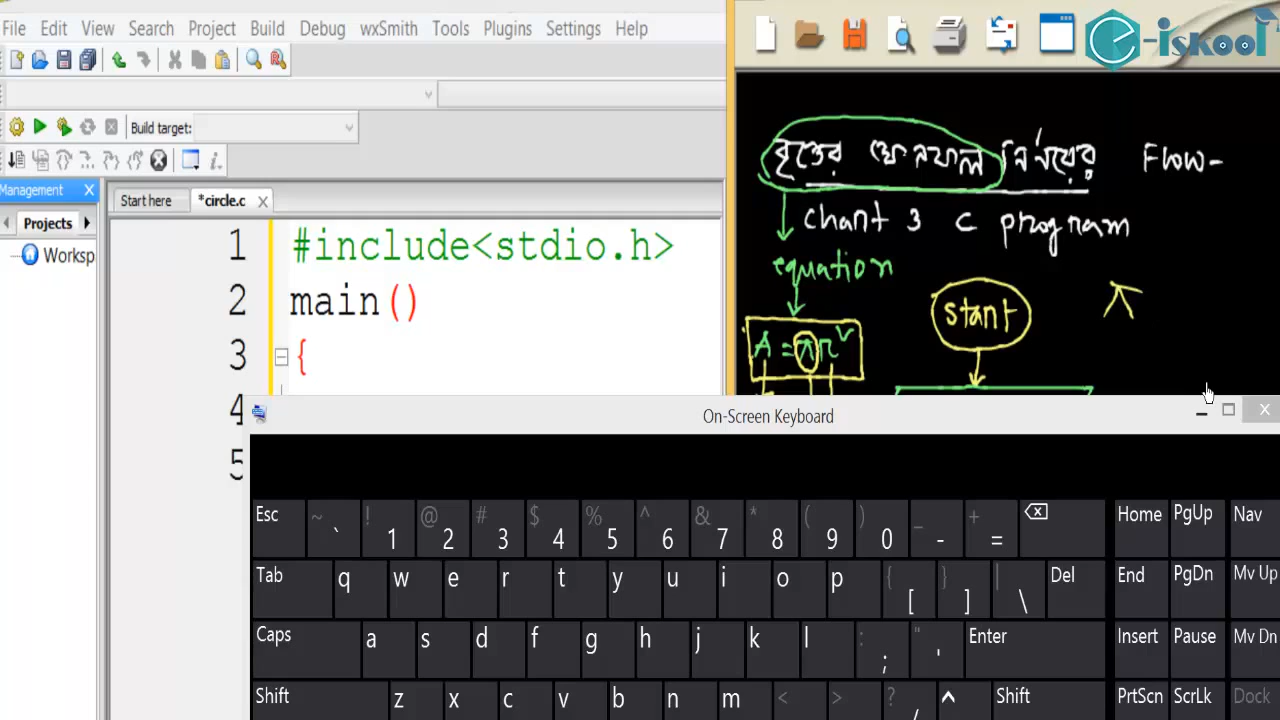 File Edit View Search Project Build Debug wxSmith Tools Plugins Settings Help
e-iskool
Build target:
Management X
Projects
Worksp
Start here
*circle.c
1 #include<stdio.h>
2 main()
3 {
4
5
বৃত্তের ক্ষেত্রফল নির্ণয়ের Flow-
chart ও C program
equation
A = πr²
start
On-Screen Keyboard
Esc ~ ` ! 1 @ 2 # 3 $ 4 % 5 ^ 6 & 7 * 8 ( 9 ) 0 _ - + = Home PgUp Nav
Tab q w e r t y u i o p { [ } ] | \ Del End PgDn Mv Up
Caps a s d f g h j k l : ; " ' Enter Insert Pause Mv Dn
Shift z x c v b n m < > ? / Shift PrtScn ScrLk Dock